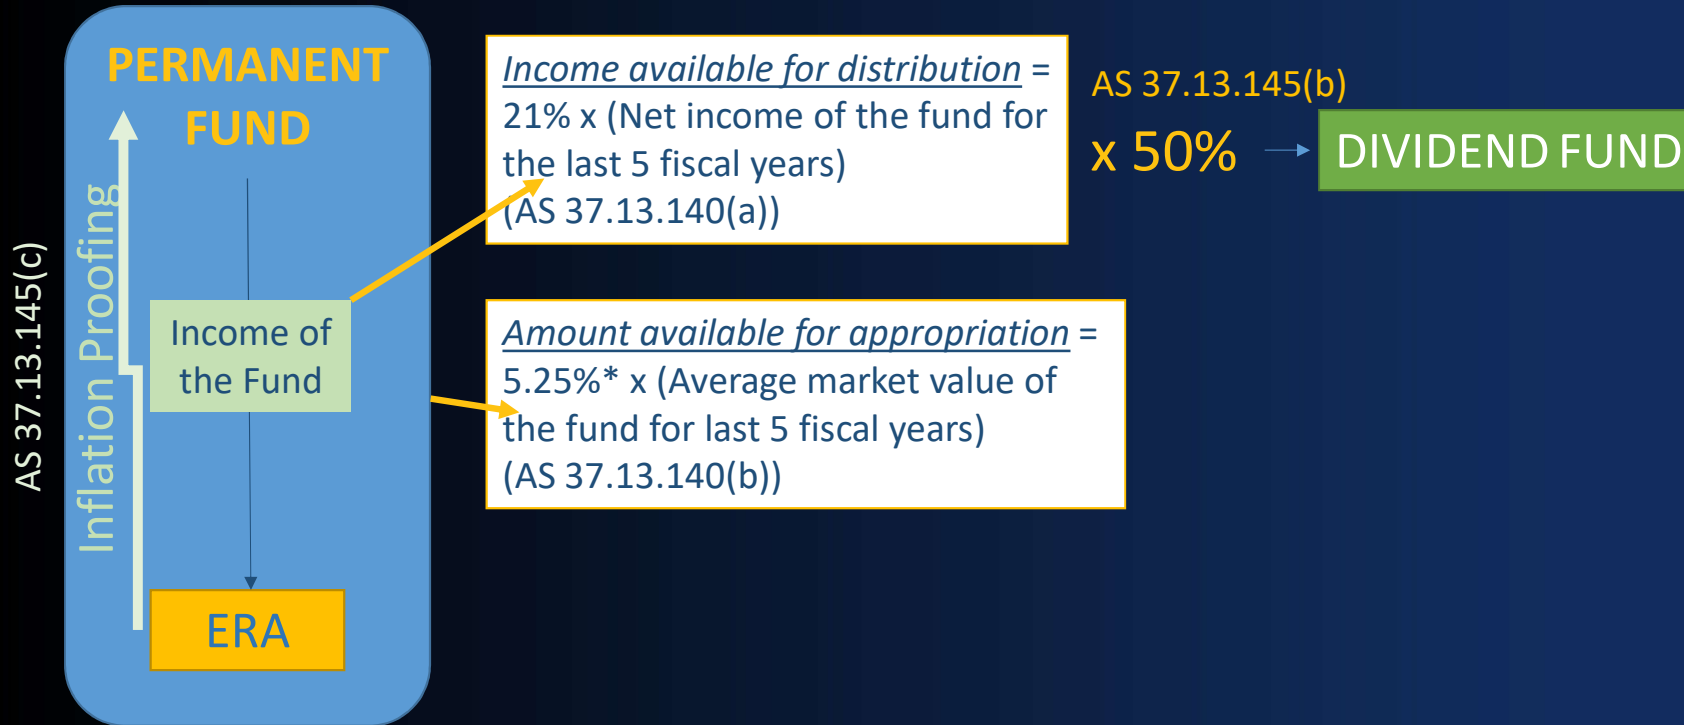 PERMANENT
FUND
AS 37.13.145(c)
Inflation Proofing
Income of
the Fund
ERA
Income available for distribution =
21% x (Net income of the fund for
the last 5 fiscal years)
(AS 37.13.140(a))
AS 37.13.145(b)
x 50%
DIVIDEND FUND
Amount available for appropriation =
5.25%* x (Average market value of
the fund for last 5 fiscal years)
(AS 37.13.140(b))